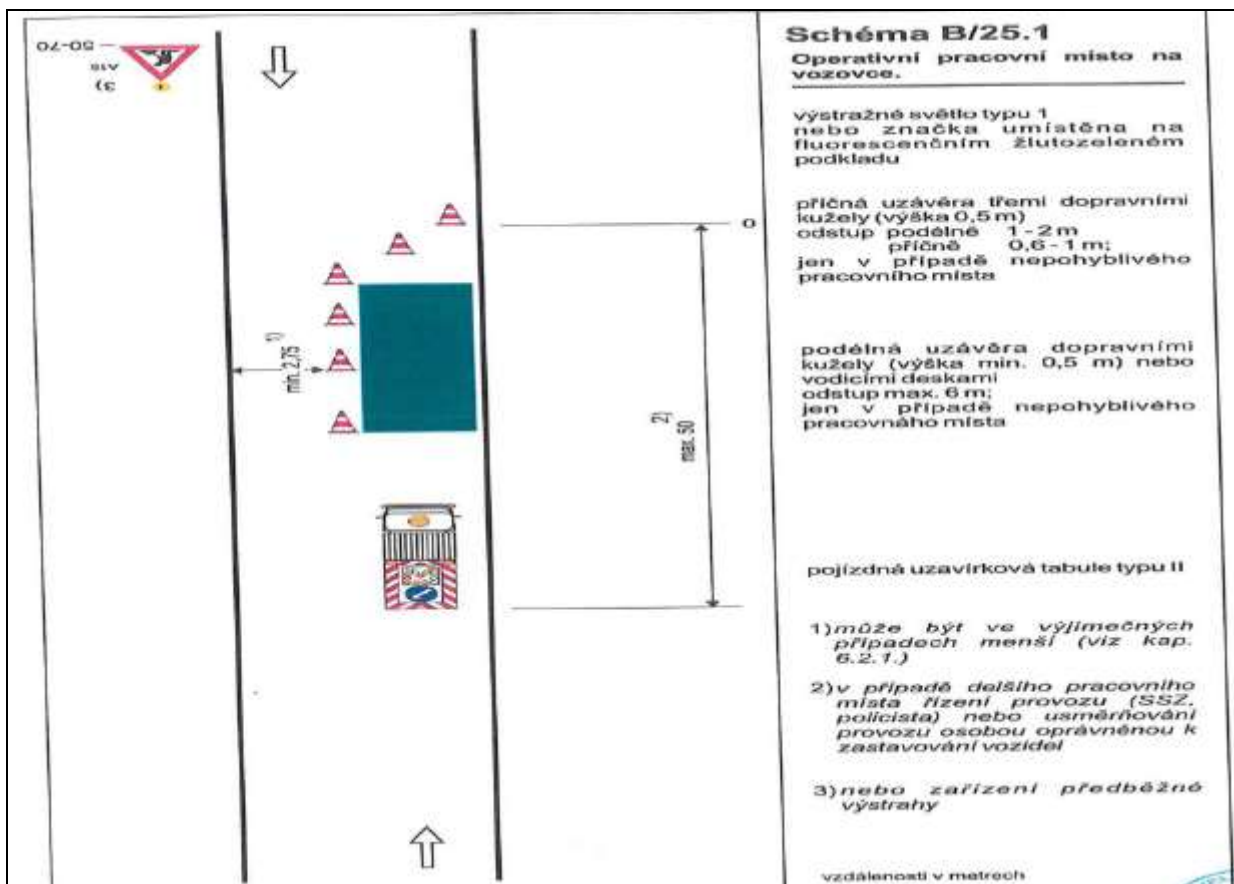 50-70
A15
3)
min. 2,75 1)
0
max. 50 2)
Schéma B/25.1
Operativní pracovní místo na
vozovce.
výstražné světlo typu 1
nebo značka umístěna na
fluorescenčním žlutozeleném
podkladu
příčná uzávěra třemi dopravními
kužely (výška 0,5 m)
odstup podélně 1 - 2 m
příčně 0,6 - 1 m;
jen v případě nepohyblivého
pracovního místa
podélná uzávěra dopravními
kužely (výška min. 0,5 m) nebo
vodicími deskami
odstup max. 6 m;
jen v případě nepohyblivého
pracovného místa
pojízdná uzavírková tabule typu II
1) může být ve výjimečných
případech menší (viz kap.
6.2.1.)
2) v případě delšího pracovního
místa řízení provozu (SSZ,
policista) nebo usměrňování
provozu osobou oprávněnou k
zastavování vozidel
3) nebo zařízení předběžné
výstrahy
vzdálenosti v metrech